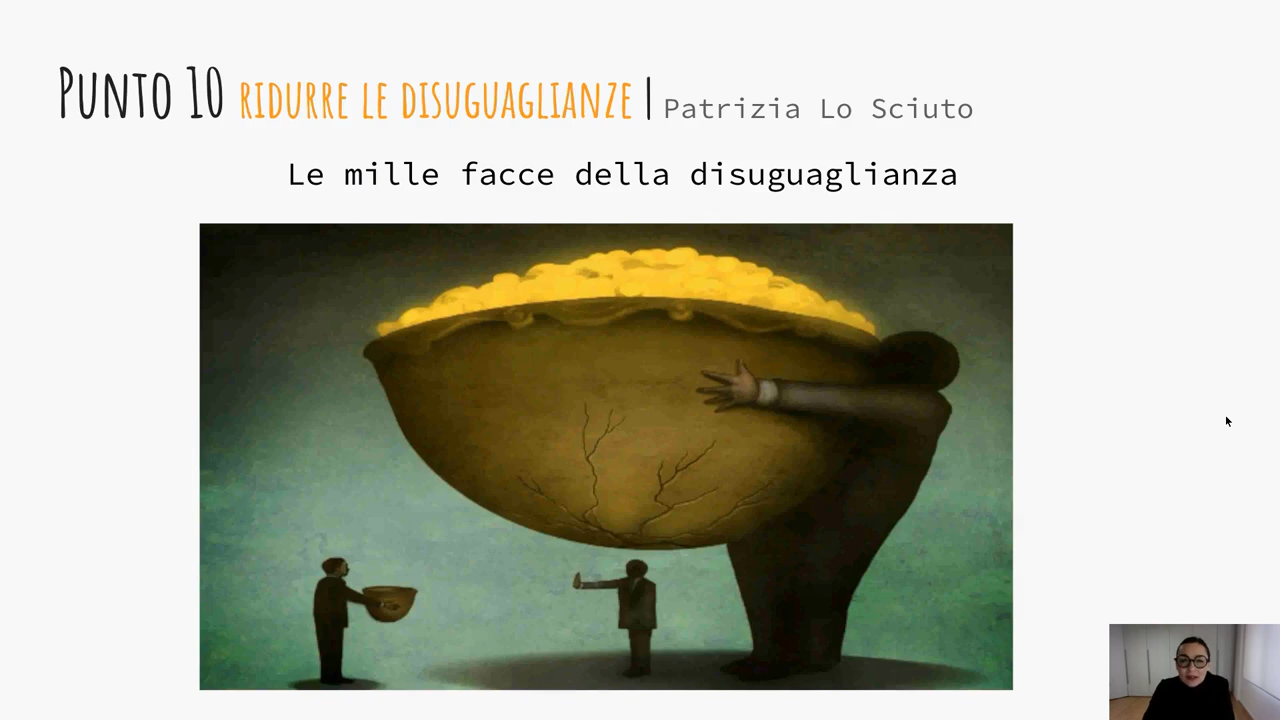 Punto 10 ridurre le disuguaglianze | Patrizia Lo Sciuto
Le mille facce della disuguaglianza